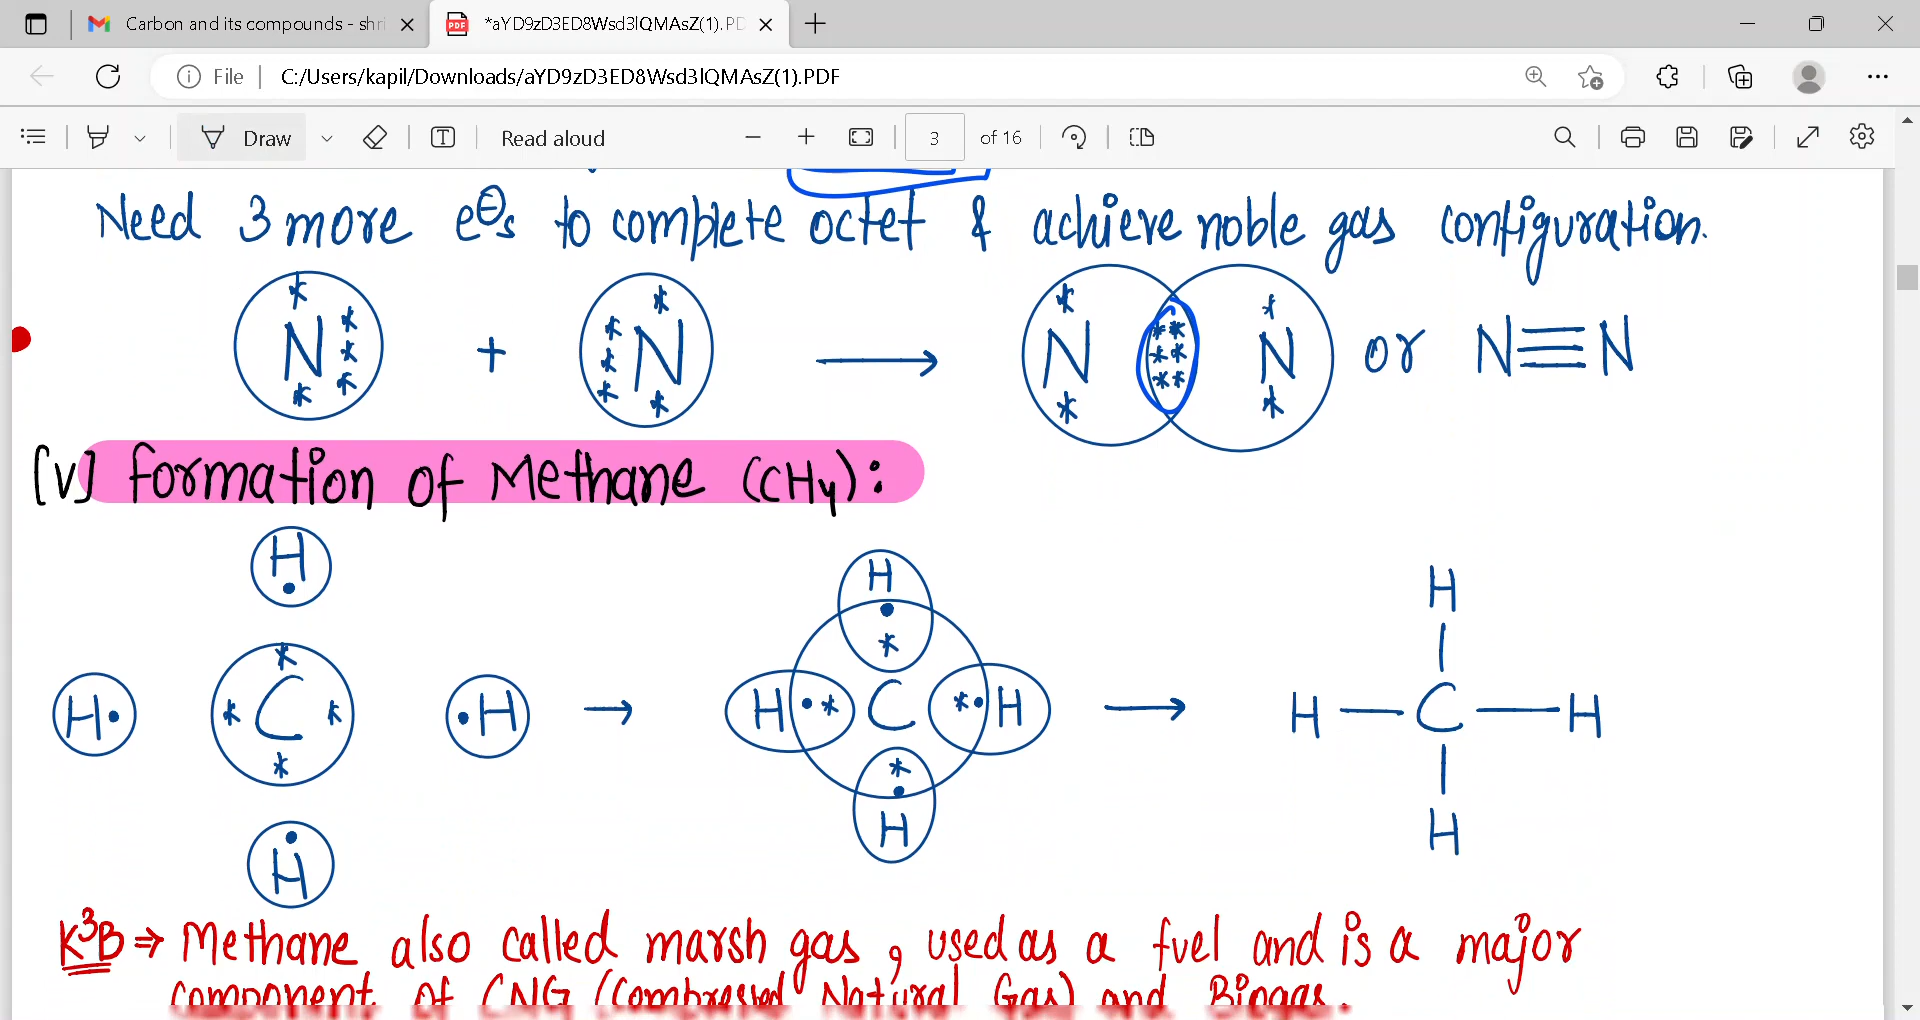 Carbon and its compounds - shri
*aYD9zD3ED8Wsd3lQMAsZ(1).PD
File
C:/Users/kapil/Downloads/aYD9zD3ED8Wsd3lQMAsZ(1).PDF
Draw
Read aloud
3 of 16
Need 3 more e⊖s to complete octet & achieve noble gas configuration.
N + N → N N or N≡N
[V] Formation of Methane (CH4):
H H H
H C H → H C H → H — C — H
H H H
K³B ⇒ Methane also called marsh gas, used as a fuel and is a major
component of CNG (Compressed Natural Gas) and Biogas.